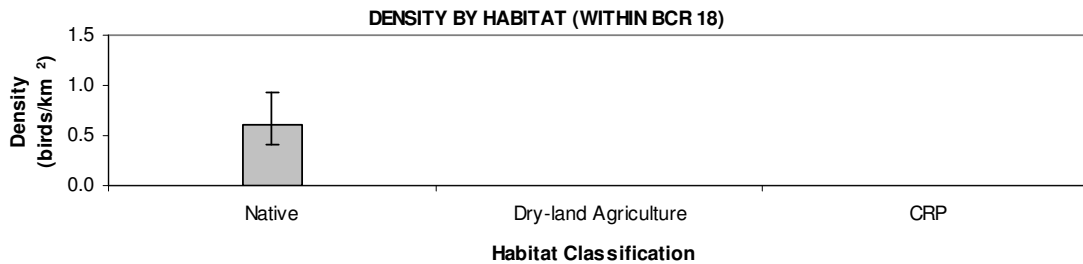 DENSITY BY HABITAT (WITHIN BCR 18)
Density
(birds/km ²)
1.5
1.0
0.5
0.0
Native Dry-land Agriculture CRP
Habitat Classification